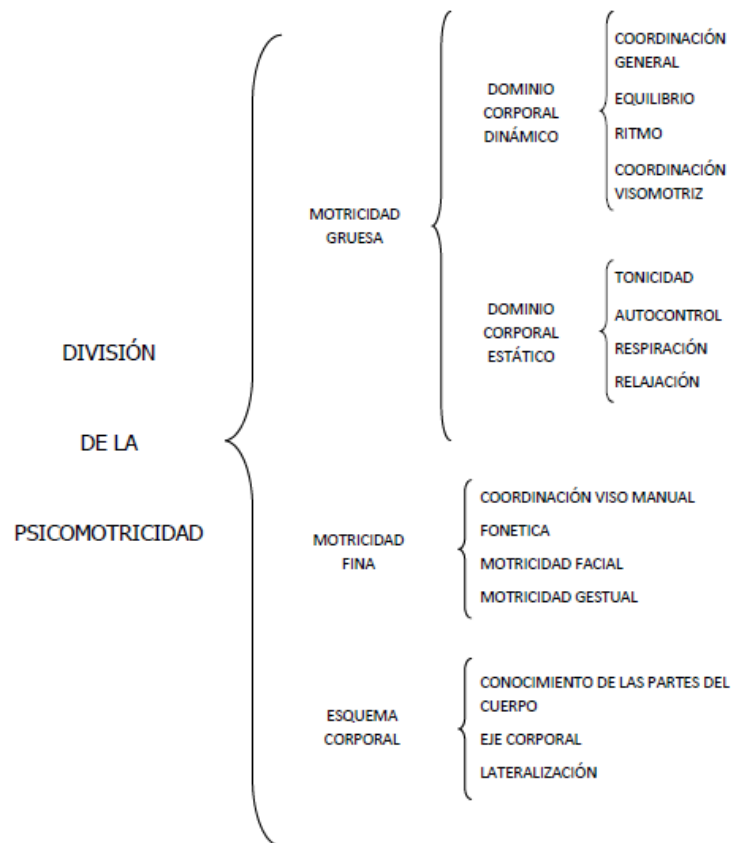 DIVISIÓN
DE LA
PSICOMOTRICIDAD
MOTRICIDAD
GRUESA
DOMINIO
CORPORAL
DINÁMICO
COORDINACIÓN
GENERAL
EQUILIBRIO
RITMO
COORDINACIÓN
VISOMOTRIZ
DOMINIO
CORPORAL
ESTÁTICO
TONICIDAD
AUTOCONTROL
RESPIRACIÓN
RELAJACIÓN
MOTRICIDAD
FINA
COORDINACIÓN VISO MANUAL
FONETICA
MOTRICIDAD FACIAL
MOTRICIDAD GESTUAL
ESQUEMA
CORPORAL
CONOCIMIENTO DE LAS PARTES DEL
CUERPO
EJE CORPORAL
LATERALIZACIÓN